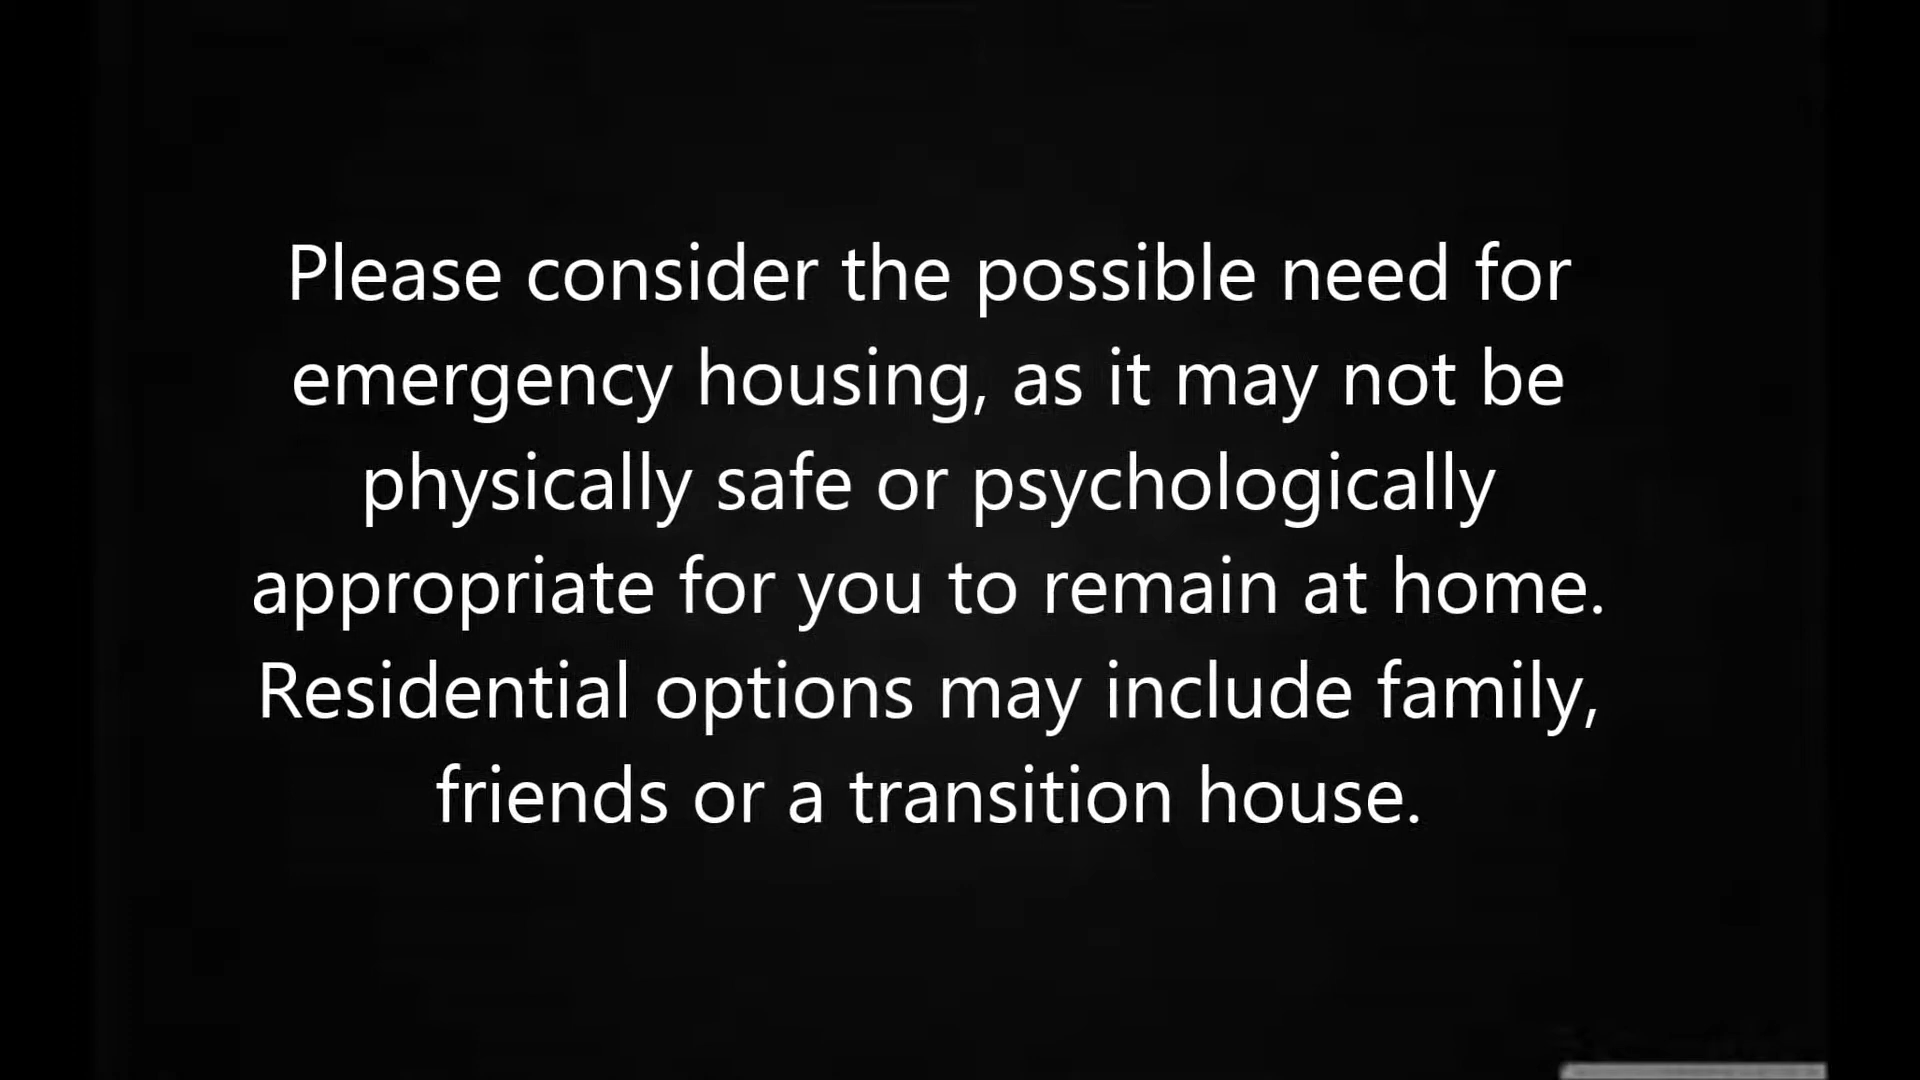 Please consider the possible need for
emergency housing, as it may not be
physically safe or psychologically
appropriate for you to remain at home.
Residential options may include family,
friends or a transition house.